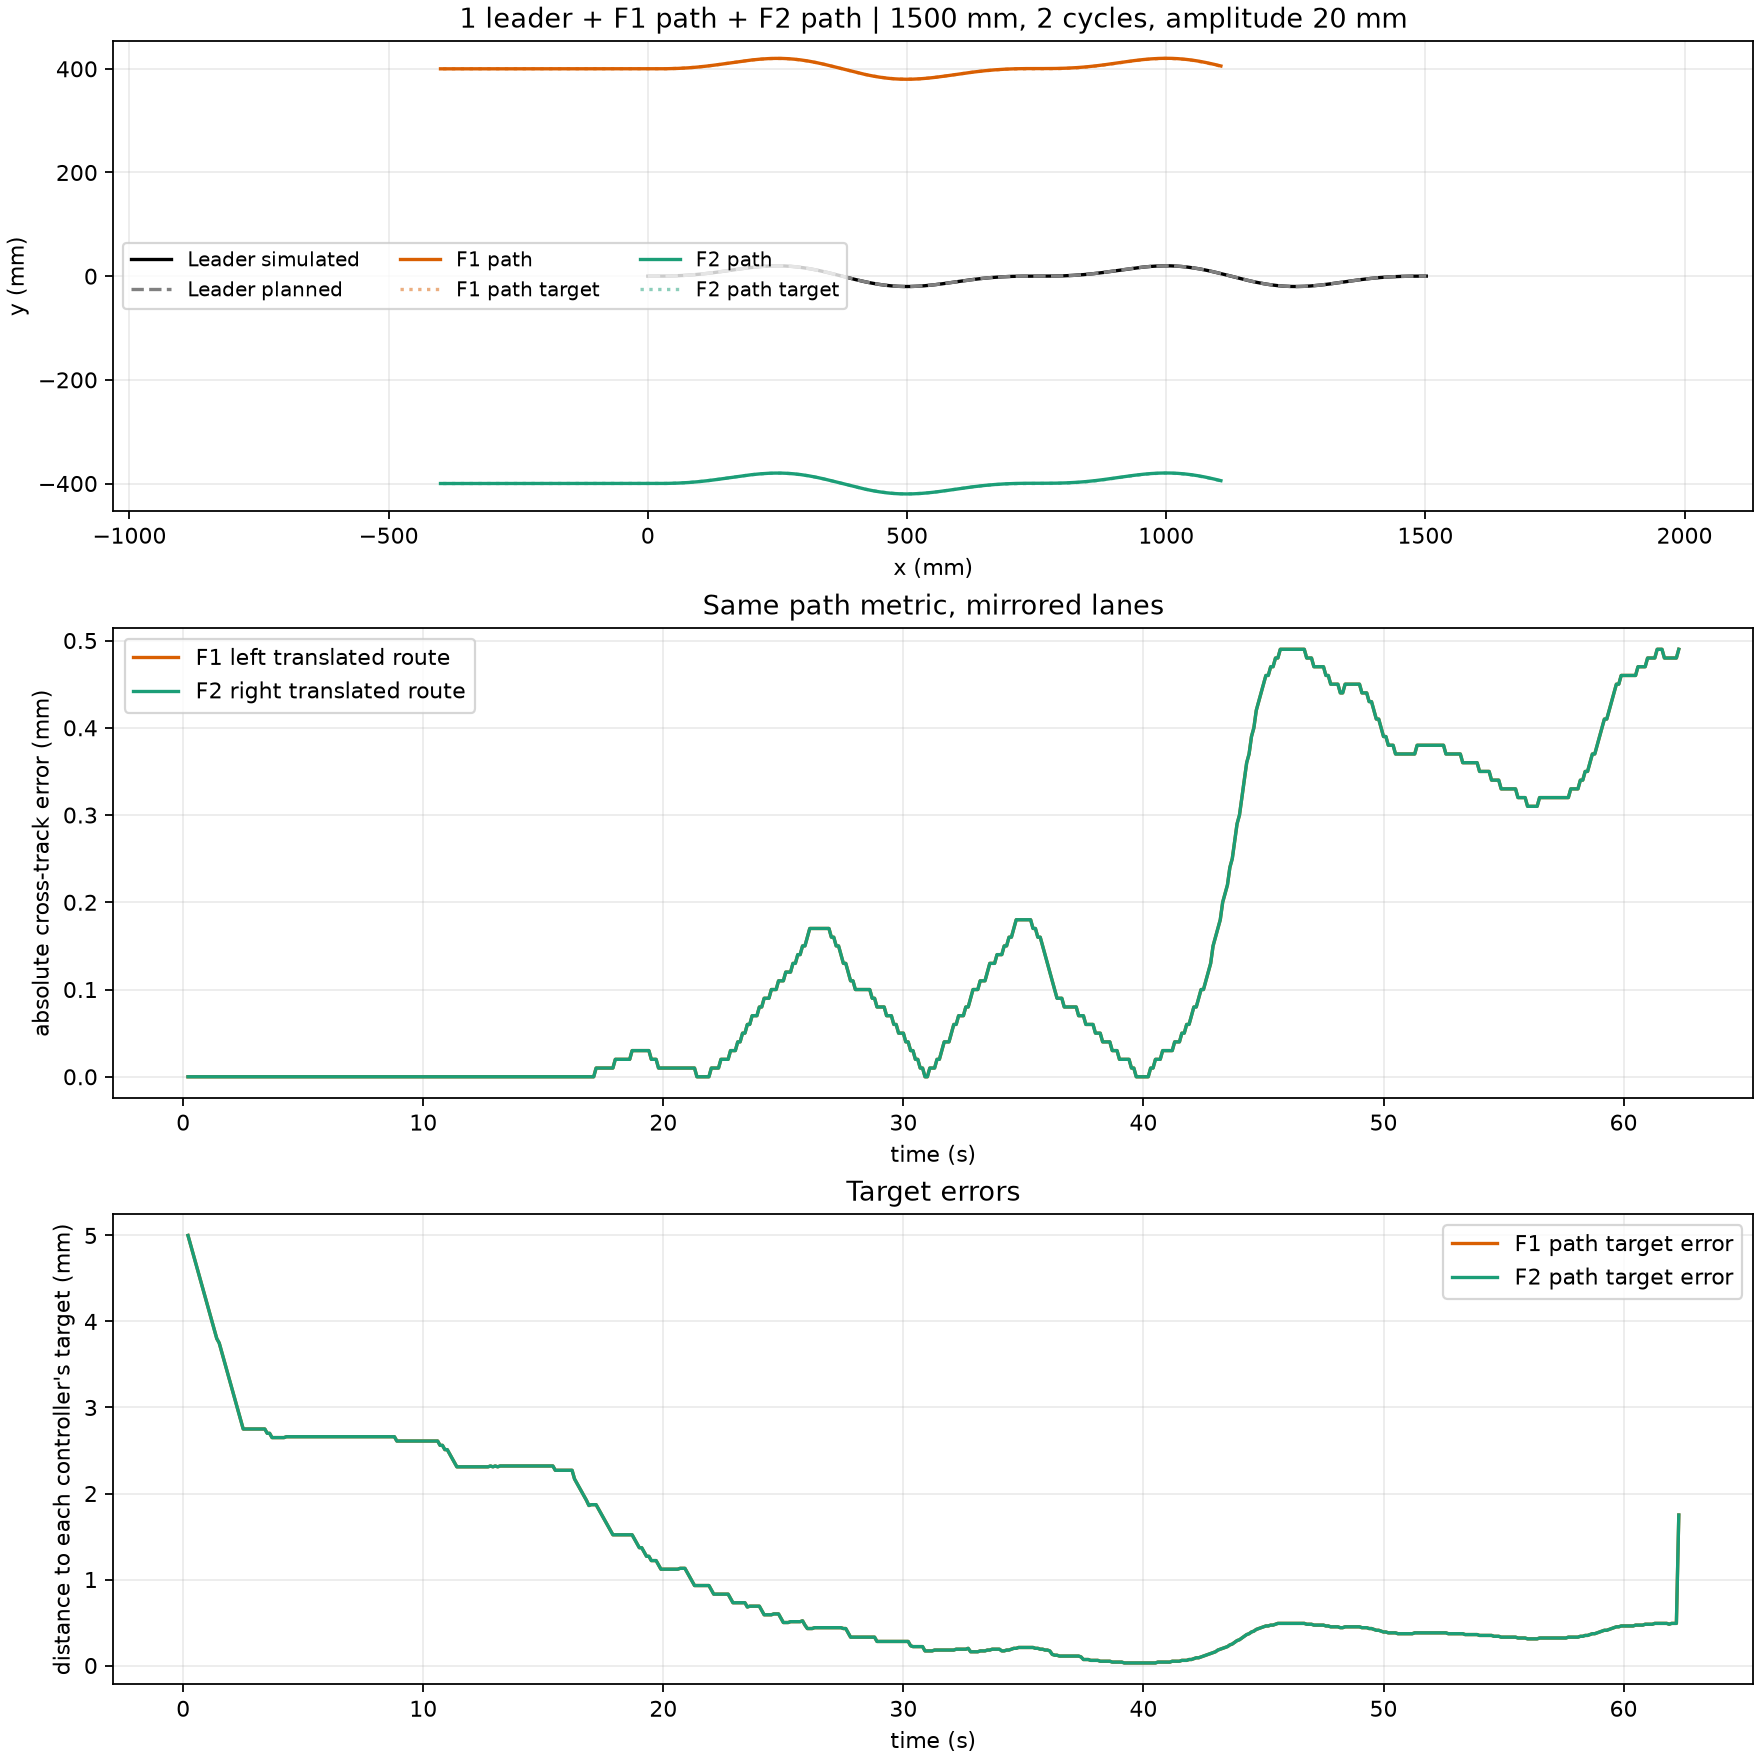 1 leader + F1 path + F2 path | 1500 mm, 2 cycles, amplitude 20 mm
400
200
0
−200
−400
y (mm)
Leader simulated
Leader planned
F1 path
F1 path target
F2 path
F2 path target
−1000
−500
0
500
1000
1500
2000
x (mm)
Same path metric, mirrored lanes
0.5
0.4
0.3
0.2
0.1
0.0
absolute cross-track error (mm)
F1 left translated route
F2 right translated route
0
10
20
30
40
50
60
time (s)
Target errors
5
4
3
2
1
0
distance to each controller's target (mm)
F1 path target error
F2 path target error
0
10
20
30
40
50
60
time (s)